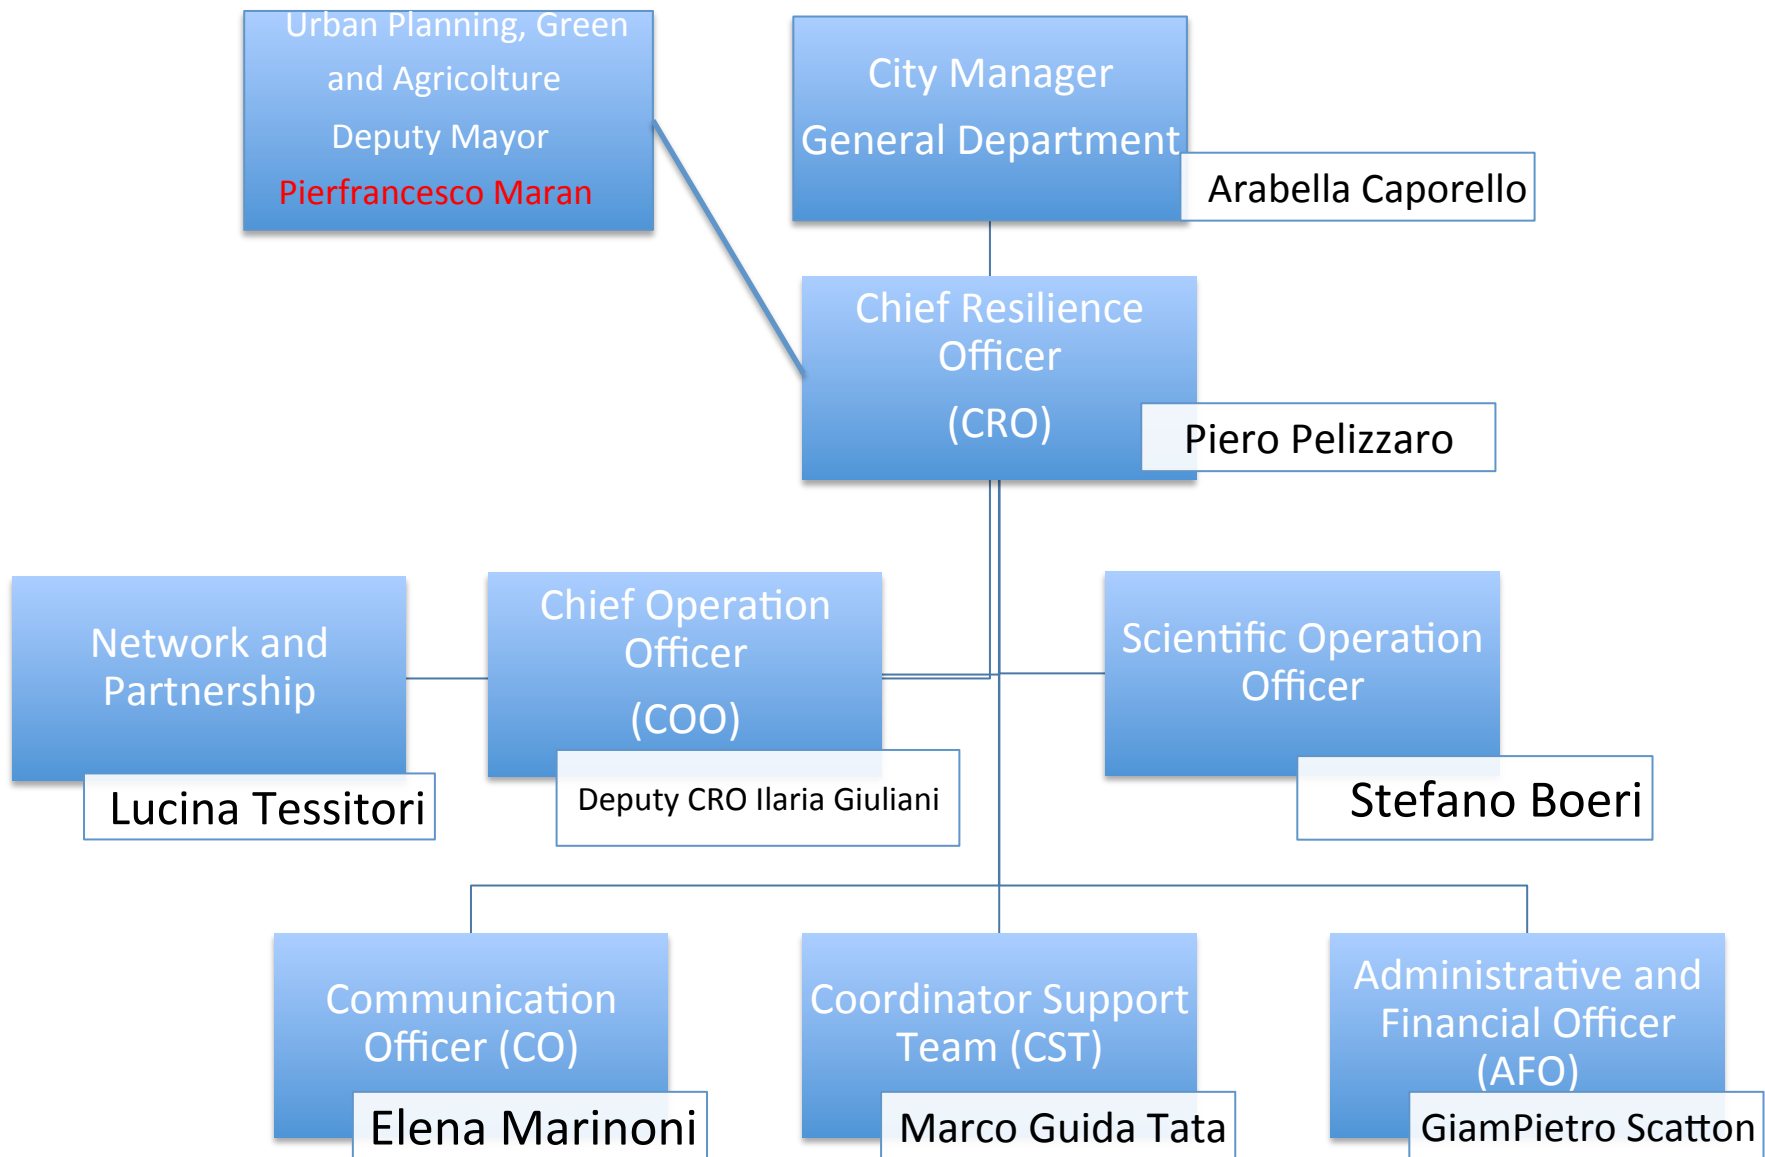 Urban Planning, Green
and Agricolture
Deputy Mayor
Pierfrancesco Maran
City Manager
General Department
Arabella Caporello
Chief Resilience
Officer
(CRO)
Piero Pelizzaro
Network and
Partnership
Lucina Tessitori
Chief Operation
Officer
(COO)
Deputy CRO Ilaria Giuliani
Scientific Operation
Officer
Stefano Boeri
Communication
Officer (CO)
Elena Marinoni
Coordinator Support
Team (CST)
Marco Guida Tata
Administrative and
Financial Officer
(AFO)
GiamPietro Scatton